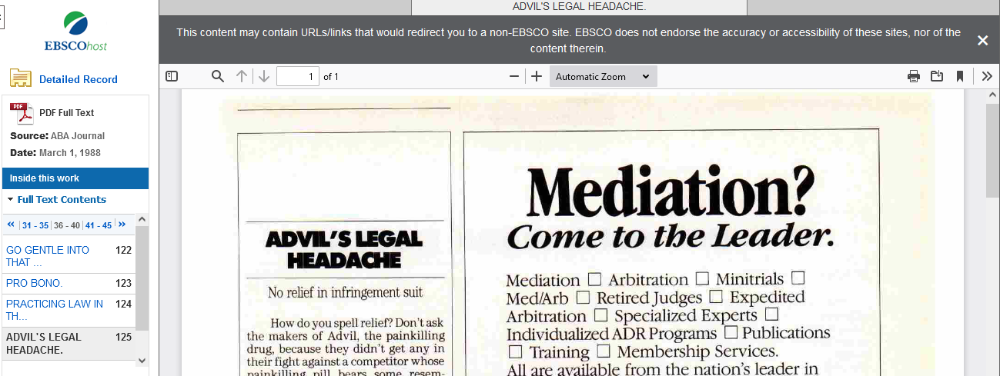 ADVIL'S LEGAL HEADACHE.
EBSCOhost
This content may contain URLs/links that would redirect you to a non-EBSCO site. EBSCO does not endorse the accuracy or accessibility of these sites, nor of the
content therein.
Detailed Record
PDF
PDF Full Text
Source: ABA Journal
Date: March 1, 1988
Inside this work
Full Text Contents
« | 31 - 35 | 36 - 40 | 41 - 45 | »
GO GENTLE INTO 122
THAT ...
PRO BONO. 123
PRACTICING LAW IN 124
TH...
ADVIL'S LEGAL 125
HEADACHE.
1 of 1
Automatic Zoom
ADVIL'S LEGAL
HEADACHE
No relief in infringement suit
How do you spell relief? Don't ask
the makers of Advil, the painkilling
drug, because they didn't get any in
their fight against a competitor whose
painkilling pill bears some resem-
Mediation?
Come to the Leader.
Mediation □ Arbitration □ Minitrials □
Med/Arb □ Retired Judges □ Expedited
Arbitration □ Specialized Experts □
Individualized ADR Programs □ Publications
□ Training □ Membership Services.
All are available from the nation's leader in